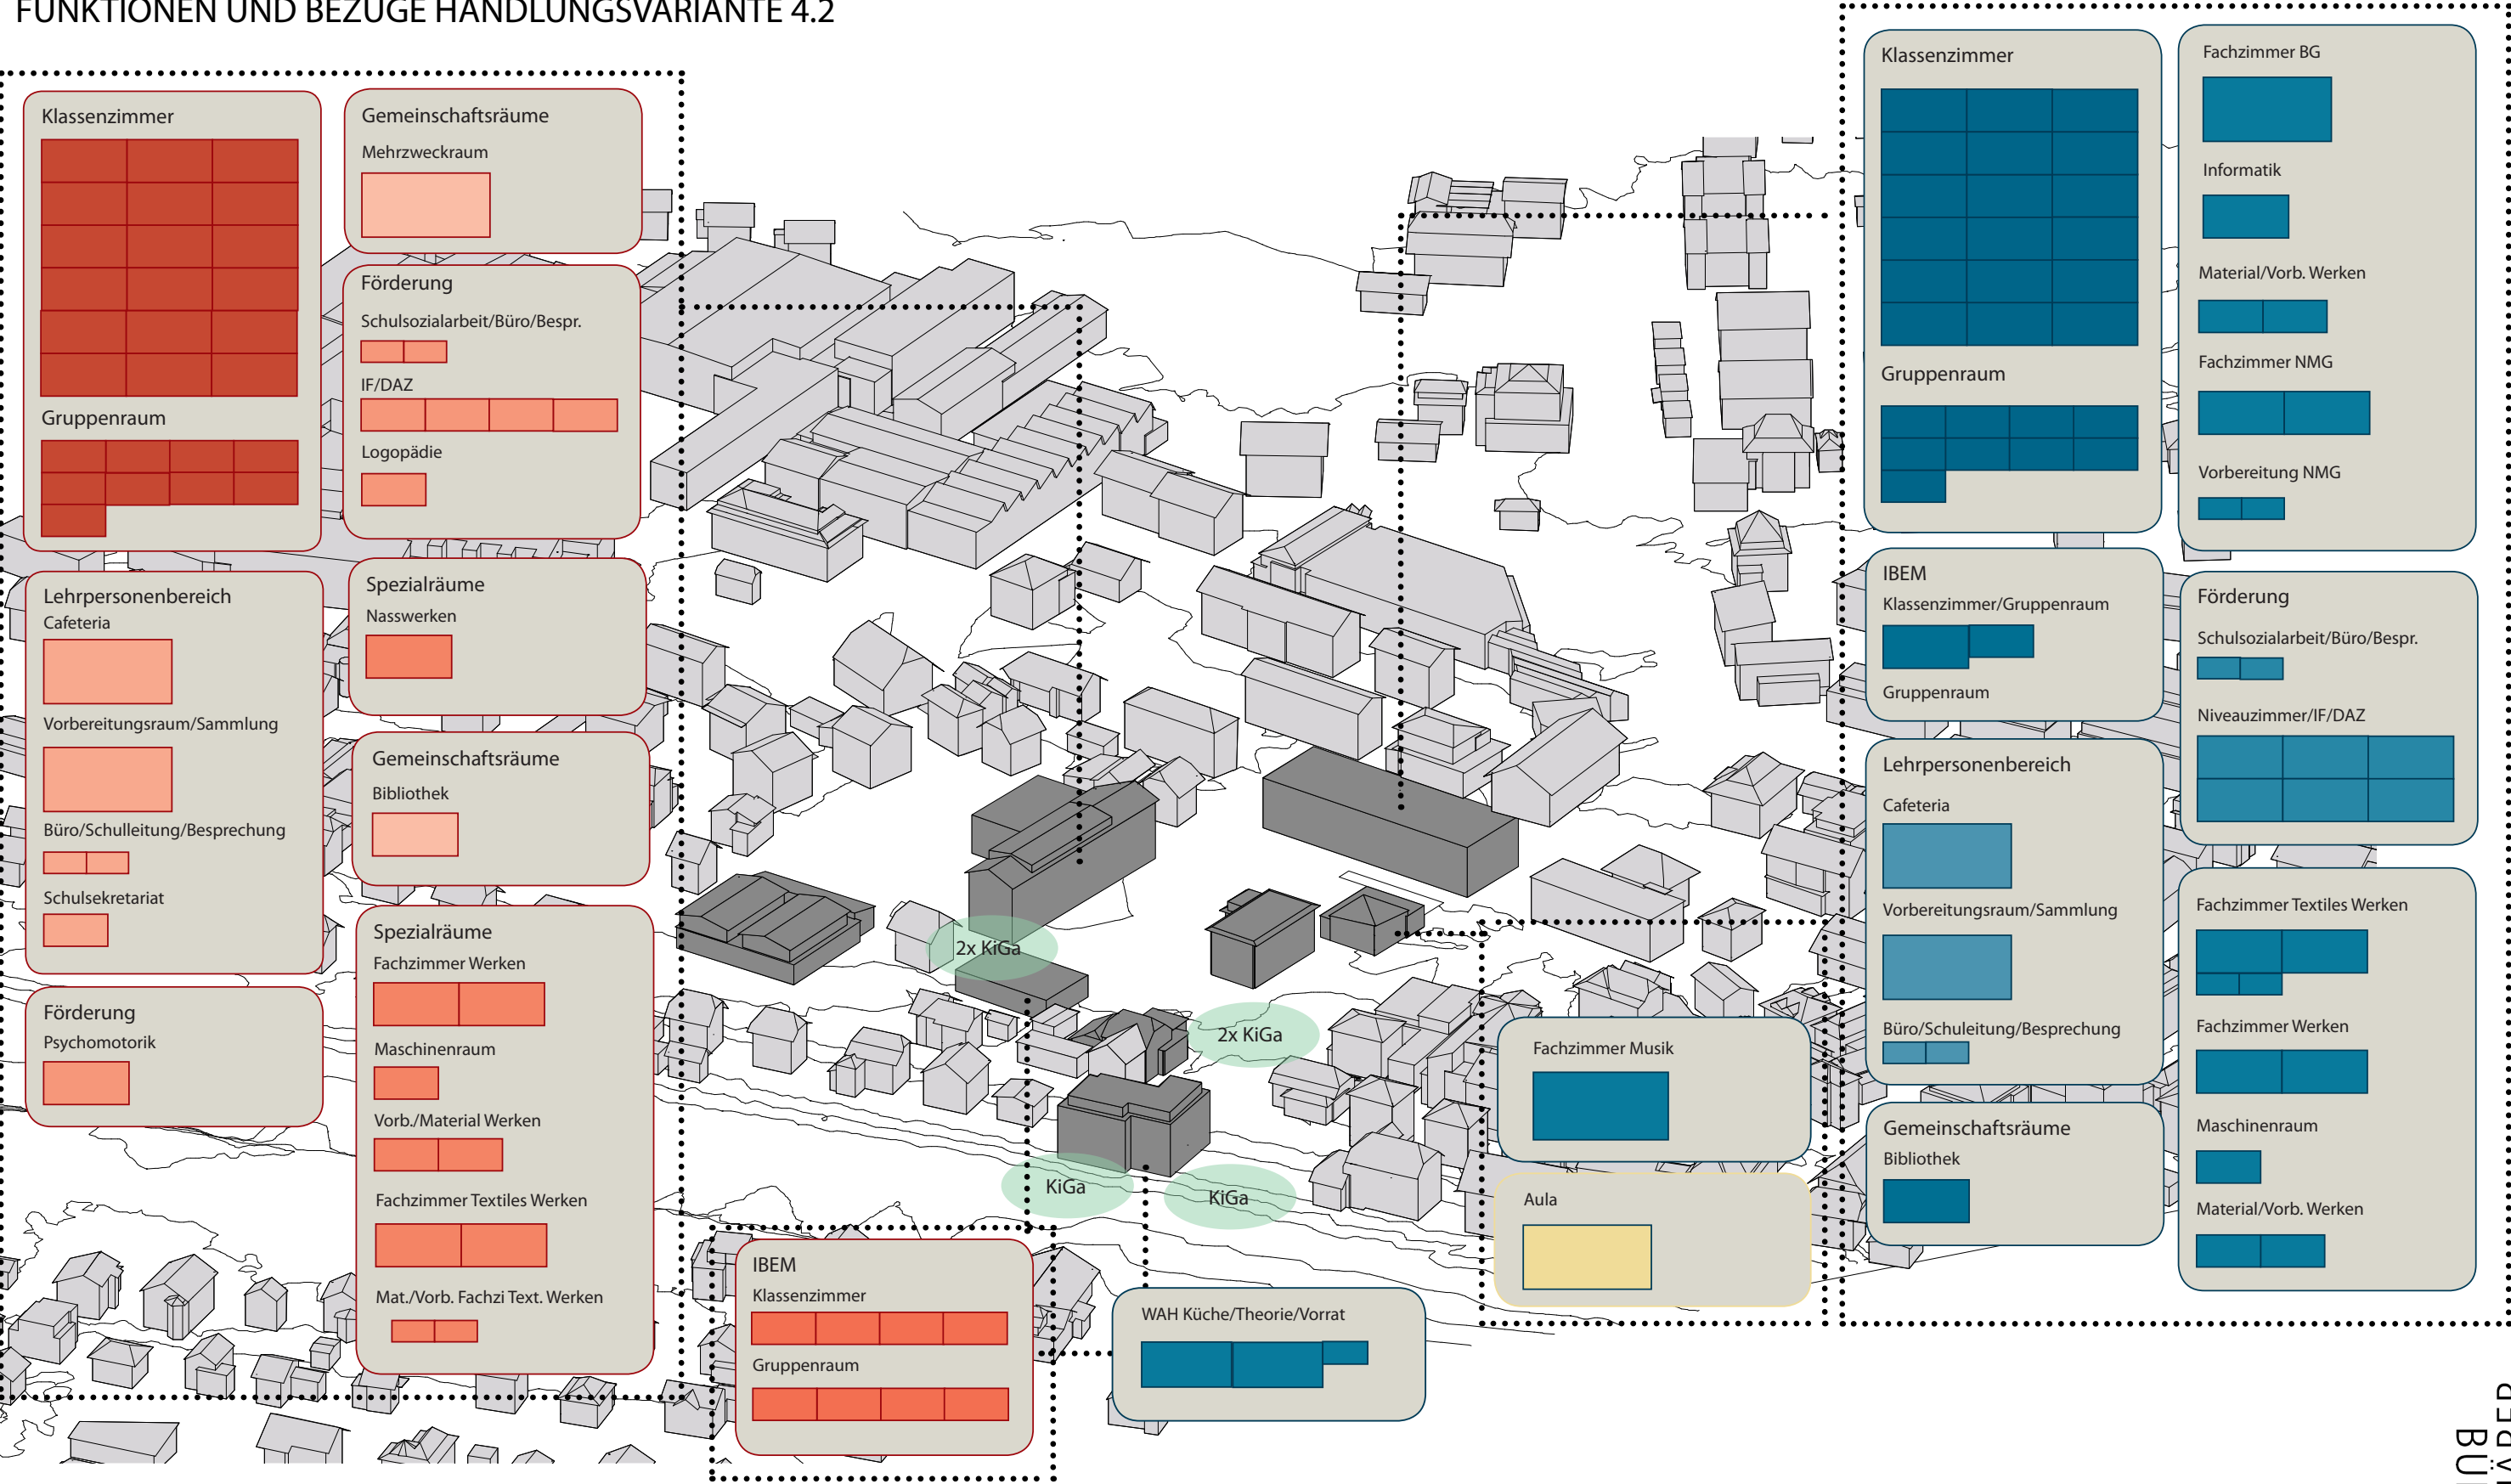 FUNKTIONEN UND BEZÜGE HANDLUNGSVARIANTE 4.2
Klassenzimmer
Gruppenraum
Gemeinschaftsräume
Mehrzweckraum
Förderung
Schulsozialarbeit/Büro/Bespr.
IF/DAZ
Logopädie
Lehrpersonenbereich
Cafeteria
Vorbereitungsraum/Sammlung
Büro/Schulleitung/Besprechung
Schulsekretariat
Spezialräume
Nasswerken
Gemeinschaftsräume
Bibliothek
Förderung
Psychomotorik
Spezialräume
Fachzimmer Werken
Maschinenraum
Vorb./Material Werken
Fachzimmer Textiles Werken
Mat./Vorb. Fachzi Text. Werken
2x KiGa
2x KiGa
KiGa
KiGa
IBEM
Klassenzimmer
Gruppenraum
WAH Küche/Theorie/Vorrat
Fachzimmer Musik
Aula
Klassenzimmer
Gruppenraum
Fachzimmer BG
Informatik
Material/Vorb. Werken
Fachzimmer NMG
Vorbereitung NMG
IBEM
Klassenzimmer/Gruppenraum
Gruppenraum
Förderung
Schulsozialarbeit/Büro/Bespr.
Niveauzimmer/IF/DAZ
Lehrpersonenbereich
Cafeteria
Vorbereitungsraum/Sammlung
Büro/Schuleitung/Besprechung
Gemeinschaftsräume
Bibliothek
Fachzimmer Textiles Werken
Fachzimmer Werken
Maschinenraum
Material/Vorb. Werken